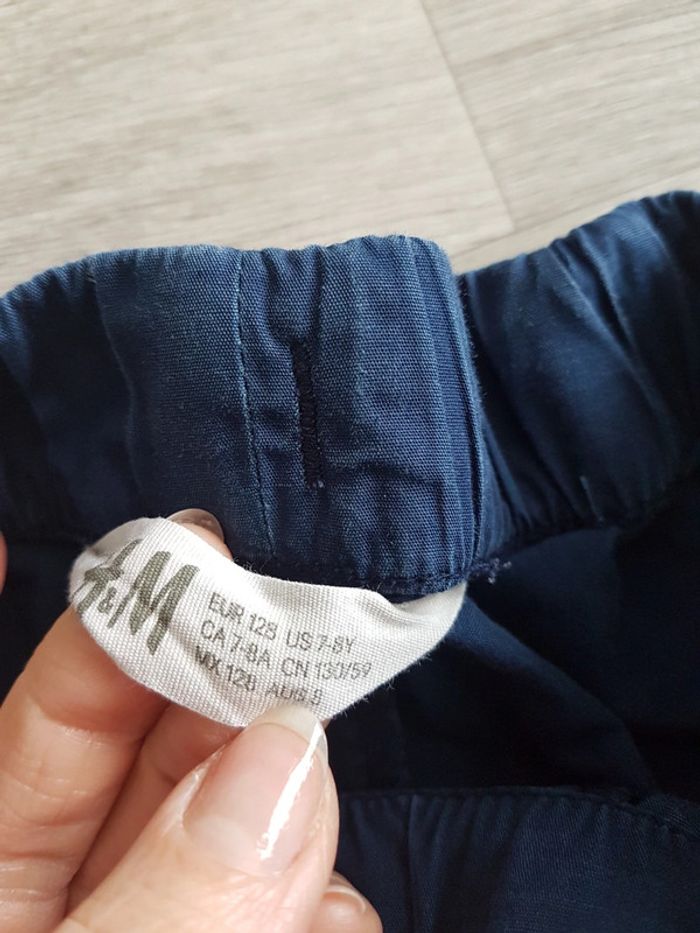 H&M
EUR 128 US 7-8Y
CA 7-8A CN 130/59
MX 128 AUS 8